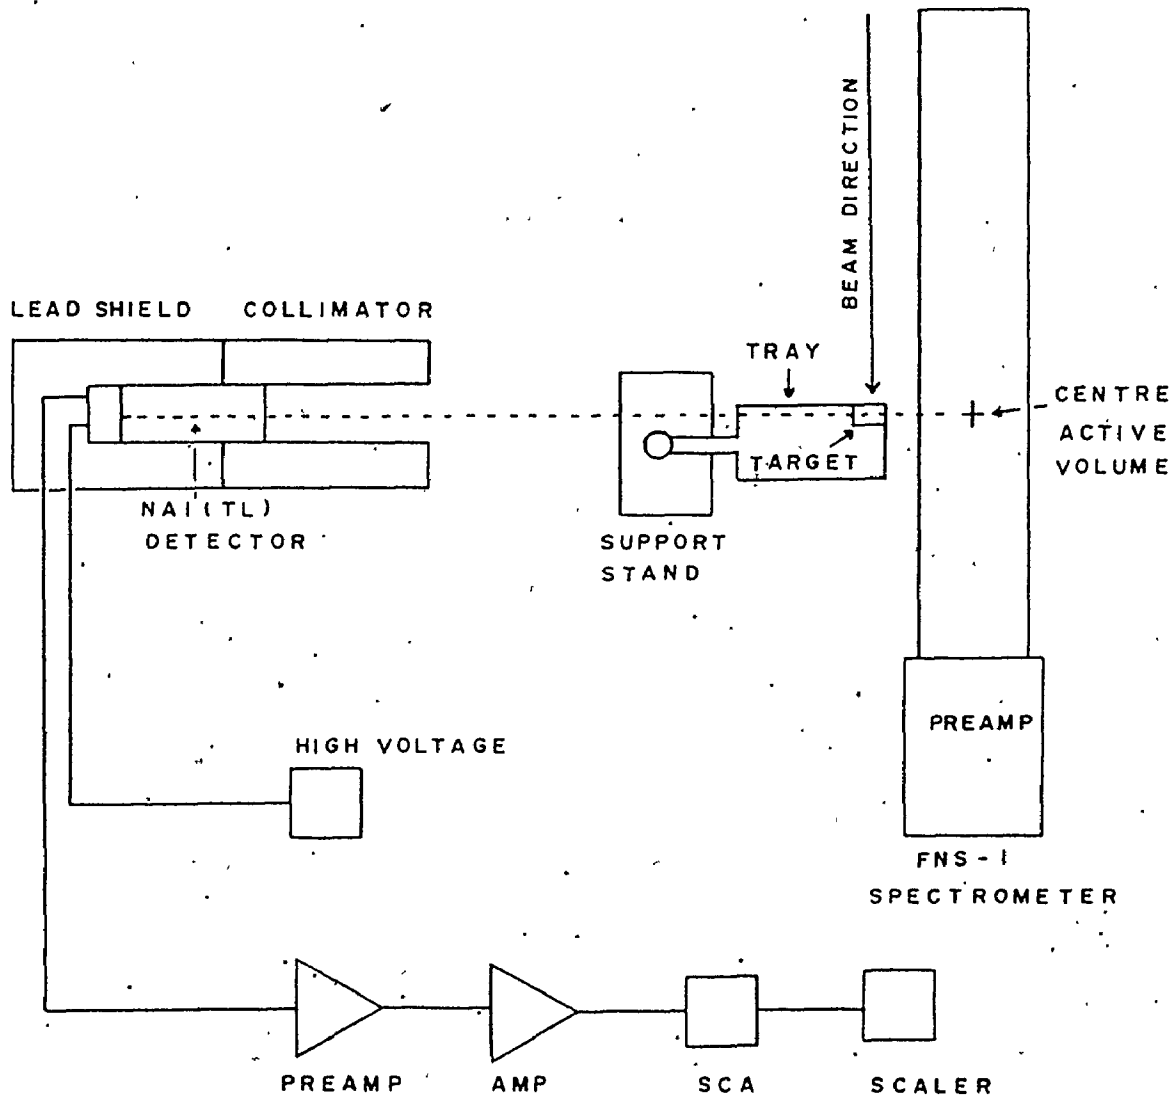 BEAM DIRECTION
LEAD SHIELD
COLLIMATOR
TRAY
CENTRE
ACTIVE
VOLUME
TARGET
NAI(TL)
DETECTOR
SUPPORT
STAND
PREAMP
HIGH VOLTAGE
FNS-1
SPECTROMETER
PREAMP
AMP
SCA
SCALER